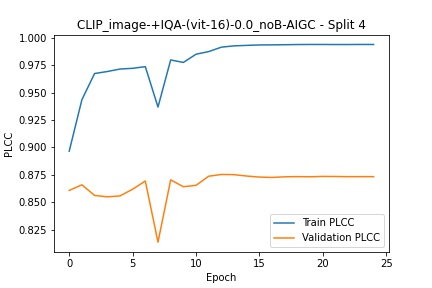 CLIP_image-+IQA-(vit-16)-0.0_noB-AIGC - Split 4
1.000
0.975
0.950
0.925
0.900
0.875
0.850
0.825
PLCC
Train PLCC
Validation PLCC
0 5 10 15 20 25
Epoch